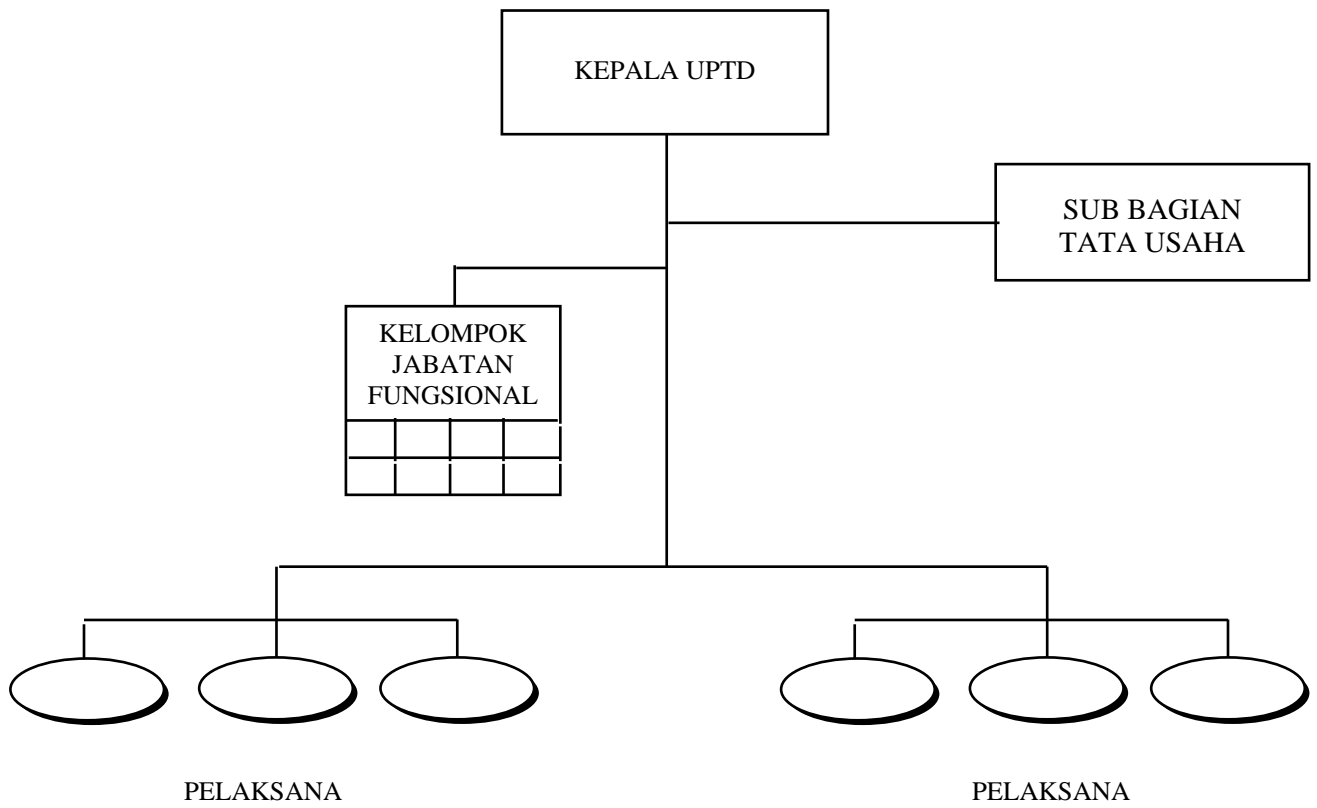 KEPALA UPTD
SUB BAGIAN
TATA USAHA
KELOMPOK
JABATAN
FUNGSIONAL
PELAKSANA
PELAKSANA